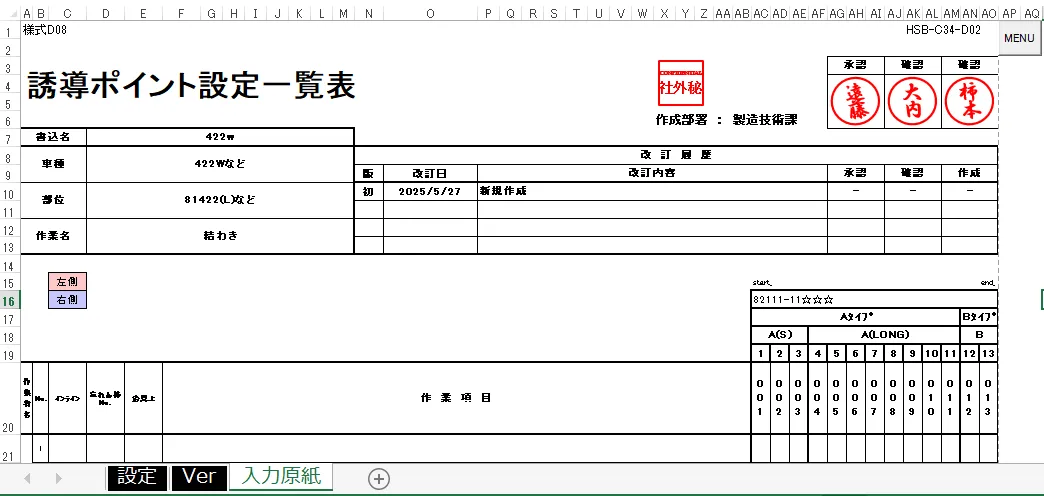 A B C D E F G H I J K L M N O P Q R S T U V W X Y Z AA AB AC AD AE AF AG AH AI AJ AK AL AM AN AO AP AQ
1 様式D08 HSB-C34-D02 MENU
2
3 承認 確認 確認
4 誘導ポイント設定一覧表 CONFIDENTIAL 社外秘 遠藤 大内 柿本
5
6 作成部署 : 製造技術課
7 書込名 422w
8 車種 422Wなど 改訂履歴
9 版 改訂日 改訂内容 承認 確認 作成
10 部位 81422(L)など 初 2025/5/27 新規作成 - - -
11
12 作業名 結わき
13
14
15 左側 start_ end_
16 右側 82111-11☆☆☆
17 Aタイプ Bタイプ
18 A(S) A(LONG) B
19 1 2 3 4 5 6 7 8 9 10 11 12 13
20 No. インライン No. 作業項目 001 002 003 004 005 006 007 008 009 010 011 012 013
21 1
設定 Ver 入力原紙